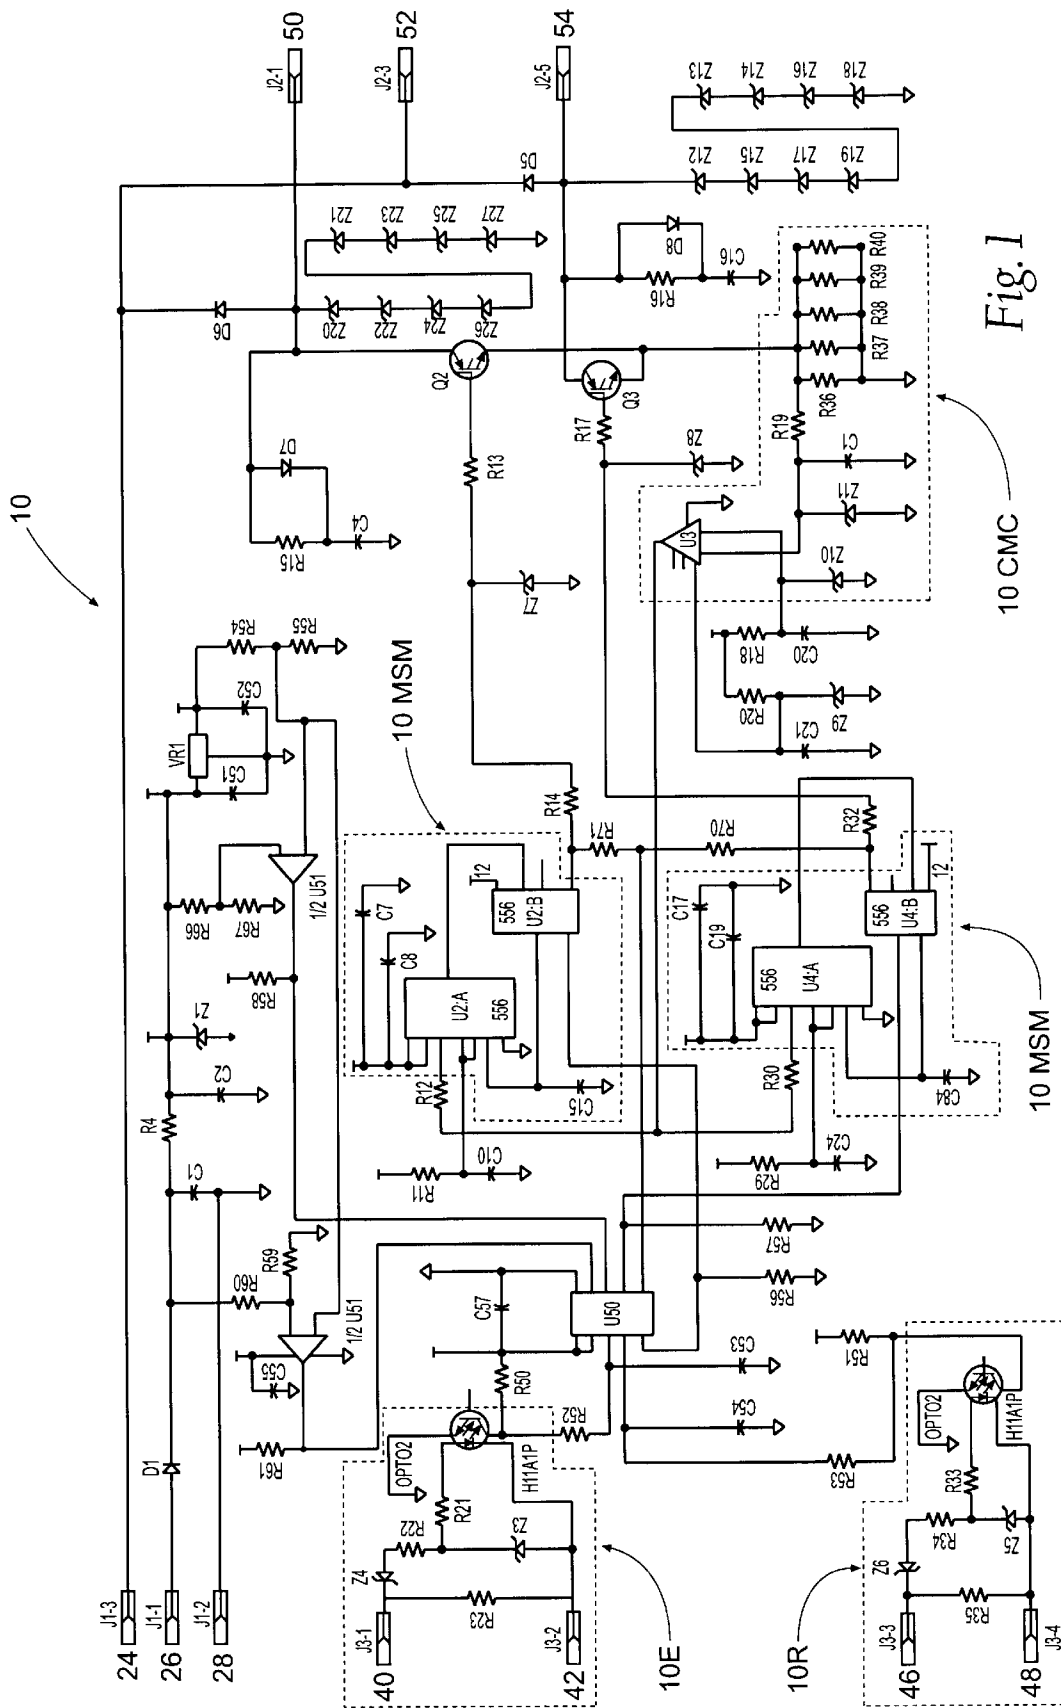 10
24
J1-3
26
J1-1
28
J1-2
D1
R61
C55
1/2 U51
R60
R59
C1
R4
C2
Z1
R58
R66
R67
1/2 U51
VR1
C51
C52
R54
R55
D6
J2-1
50
J2-3
52
J2-5
54
D5
R15
D7
C4
Q2
R13
Z7
Z20
Z22
Z24
Z26
Z21
Z23
Z25
Z27
Z12
Z15
Z17
Z19
Z13
Z14
Z16
Z18
R16
D8
C16
Q3
R17
Z8
10 MSM
C7
C8
U2:A
556
556
U2:B
12
R12
C15
R11
C10
R14
R71
R70
R32
C17
C19
556
U4:A
556
U4:B
12
R30
C84
R29
C24
10 MSM
U3
Z10
Z11
C1
R19
R36
R37
R38
R39
R40
R18
C20
R20
C21
Z9
10 CMC
C57
U50
R50
R52
C53
C54
R53
R51
R57
R56
40
J3-1
42
J3-2
Z4
R22
R21
R23
Z3
OPTO2
H11A1P
10E
46
J3-3
48
J3-4
Z6
R34
R33
R35
Z5
OPTO2
H11A1P
10R
Fig. 1